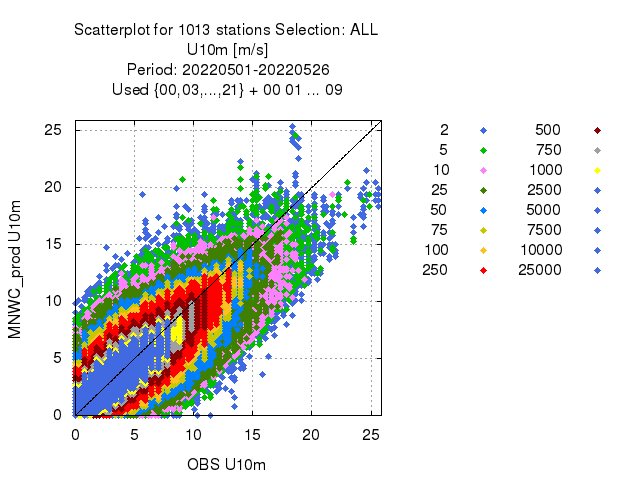 Scatterplot for 1013 stations Selection: ALL
U10m [m/s]
Period: 20220501-20220526
Used {00,03,...,21} + 00 01 ... 09
MNWC_prod U10m
25
20
15
10
5
0
0 5 10 15 20 25
OBS U10m
2 500
5 750
10 1000
25 2500
50 5000
75 7500
100 10000
250 25000